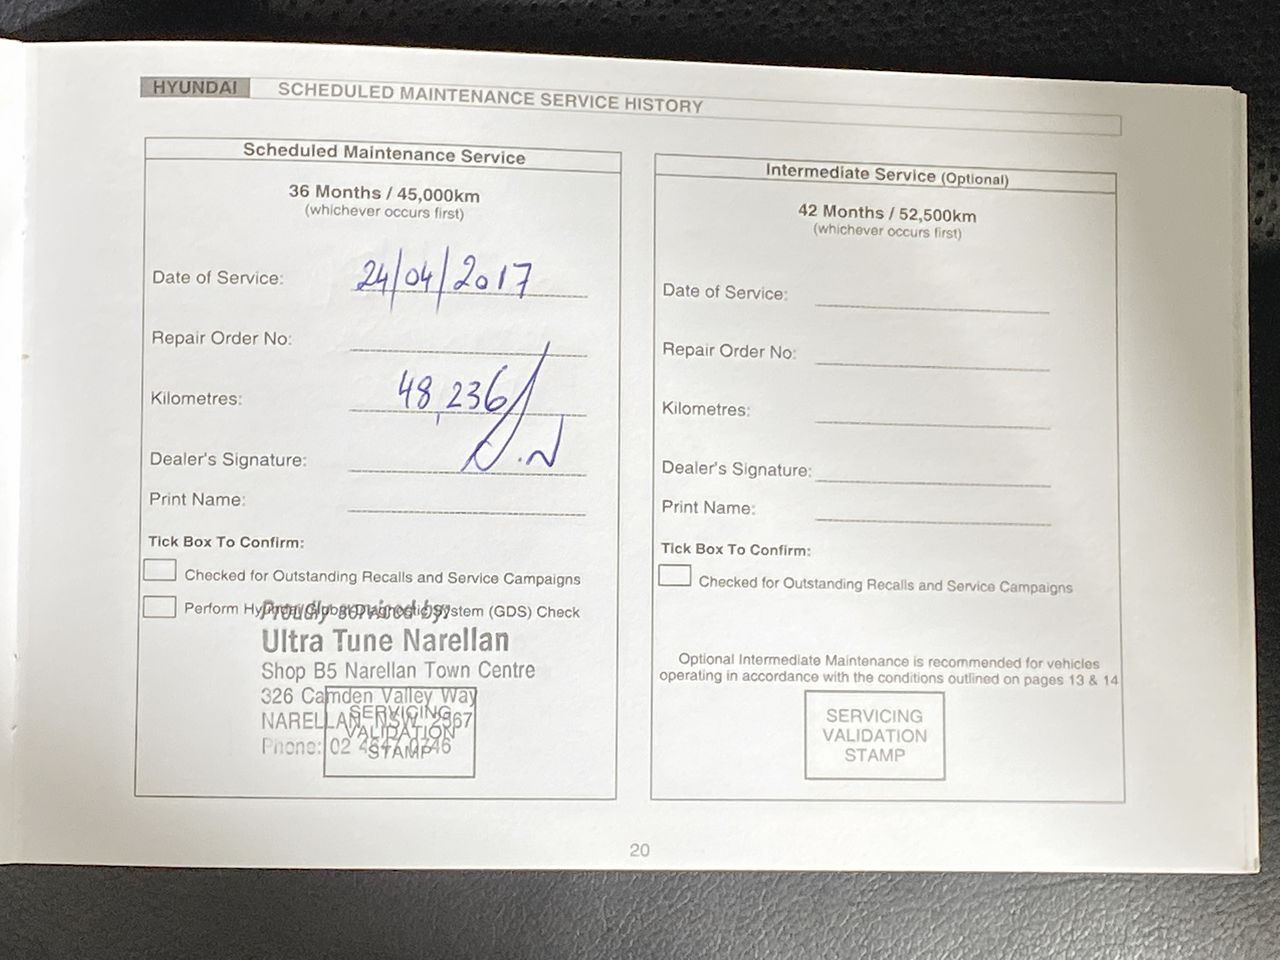 HYUNDAI SCHEDULED MAINTENANCE SERVICE HISTORY
Scheduled Maintenance Service
36 Months / 45,000km
(whichever occurs first)
Date of Service: 24/04/2017
Repair Order No:
Kilometres: 48,236
Dealer's Signature:
Print Name:
Tick Box To Confirm:
Checked for Outstanding Recalls and Service Campaigns
Perform Hyundai Global Diagnostic System (GDS) Check
Proudly serviced by:
Ultra Tune Narellan
Shop B5 Narellan Town Centre
326 Camden Valley Way
NARELLAN NSW 2567
Phone: 02
SERVICING
VALIDATION
STAMP
Intermediate Service (Optional)
42 Months / 52,500km
(whichever occurs first)
Date of Service:
Repair Order No:
Kilometres:
Dealer's Signature:
Print Name:
Tick Box To Confirm:
Checked for Outstanding Recalls and Service Campaigns
Optional Intermediate Maintenance is recommended for vehicles
operating in accordance with the conditions outlined on pages 13 & 14
SERVICING
VALIDATION
STAMP
20